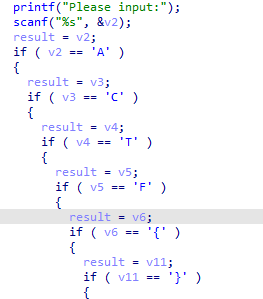 printf("Please input:");
scanf("%s", &v2);
result = v2;
if ( v2 == 'A' )
{
result = v3;
if ( v3 == 'C' )
{
result = v4;
if ( v4 == 'T' )
{
result = v5;
if ( v5 == 'F' )
{
result = v6;
if ( v6 == '{' )
{
result = v11;
if ( v11 == '}' )
{